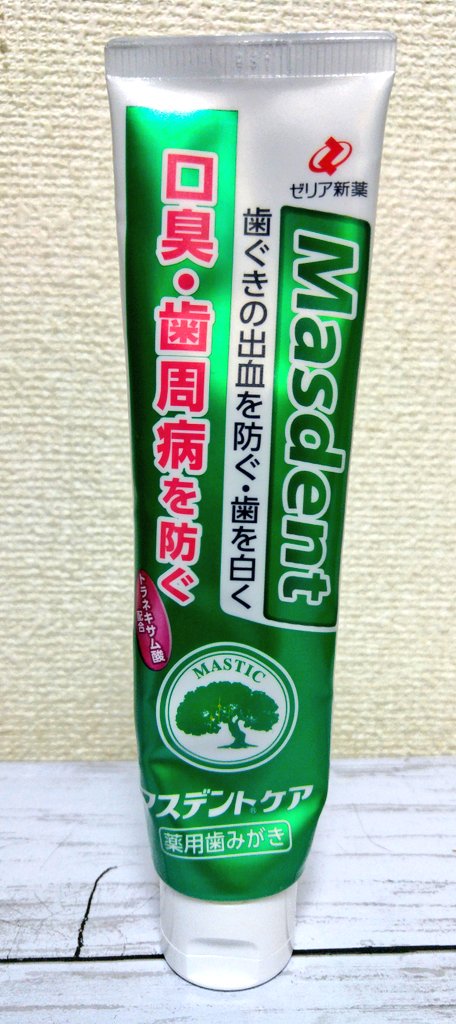 ゼリア新薬
Masdent
歯ぐきの出血を防ぐ・歯を白く
口臭・歯周病を防ぐ
トラネキサム酸
配合
MASTIC
マスデントケア
薬用歯みがき